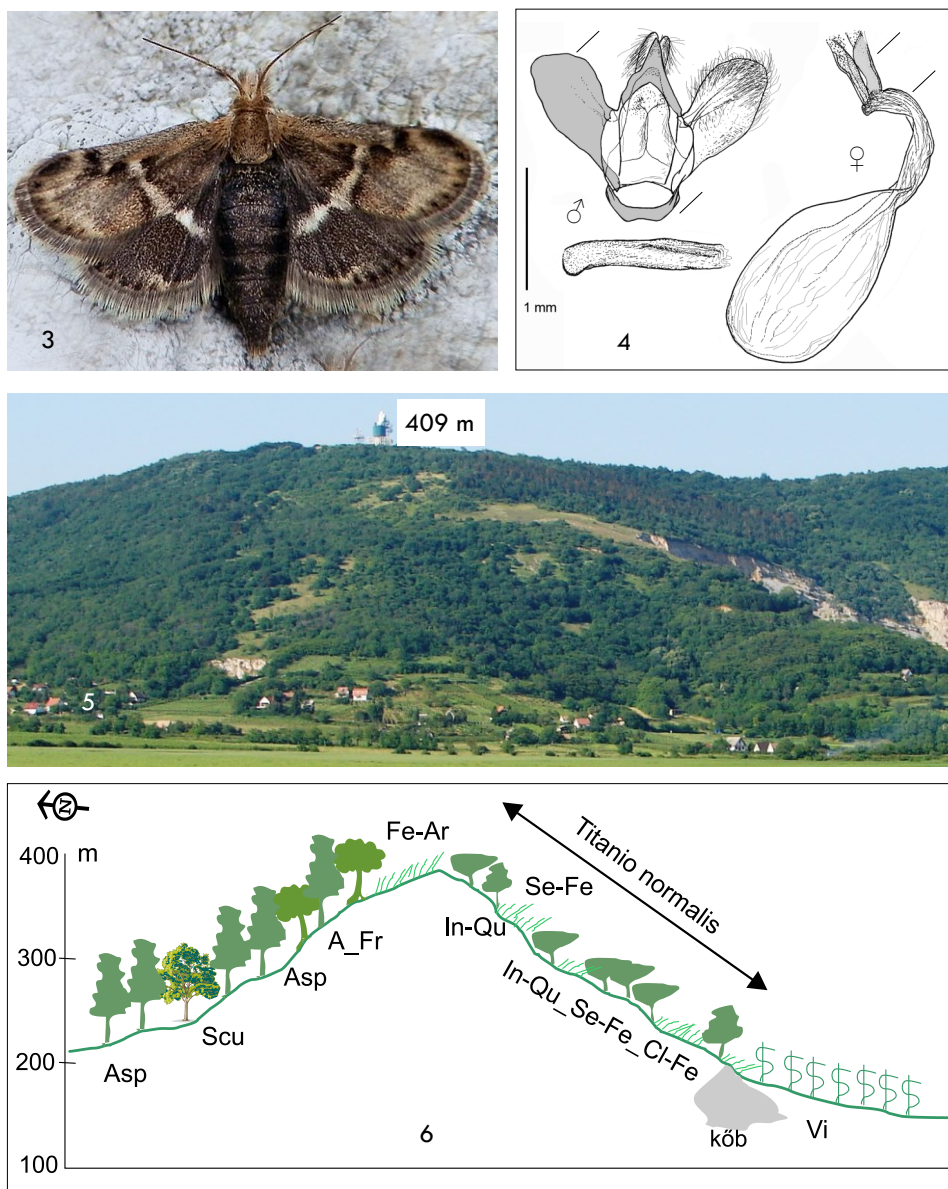 3
4
♂
♀
1 mm
409 m
5
N
400 m
300
200
100
Fe-Ar
Titanio normalis
Se-Fe
In-Qu
A_Fr
Asp
In-Qu_Se-Fe_Cl-Fe
Scu
Asp
kőb
Vi
6